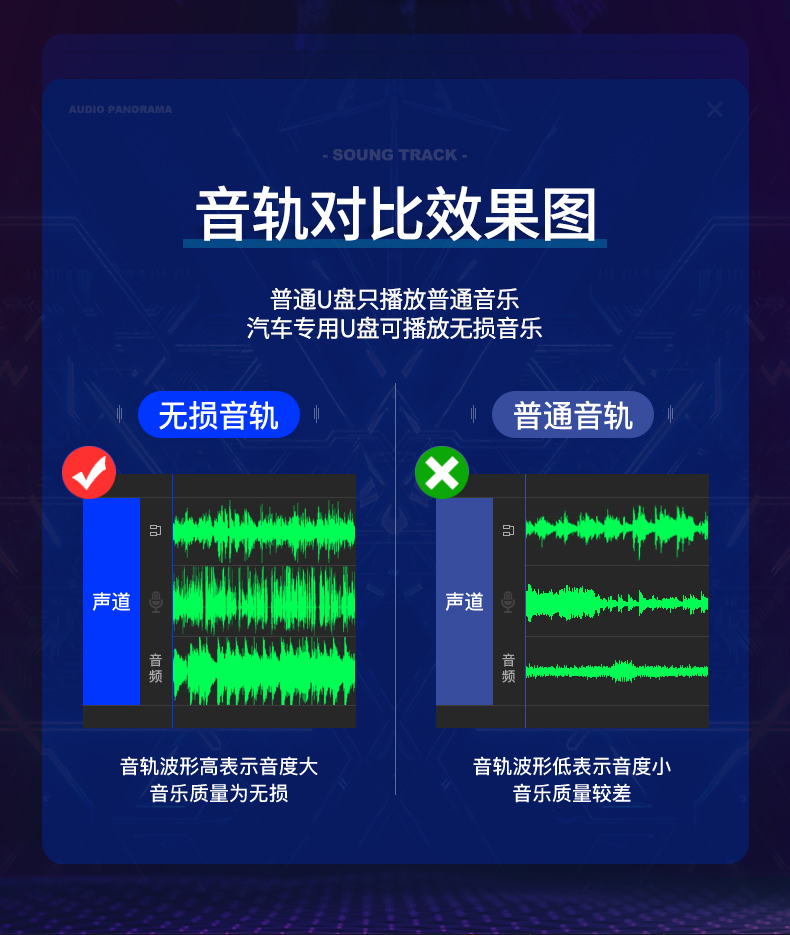 AUDIO PANORAMA
- SOUNG TRACK -
音轨对比效果图
普通U盘只播放普通音乐
汽车专用U盘可播放无损音乐
无损音轨
声道
音频
音轨波形高表示音度大
音乐质量为无损
普通音轨
声道
音频
音轨波形低表示音度小
音乐质量较差